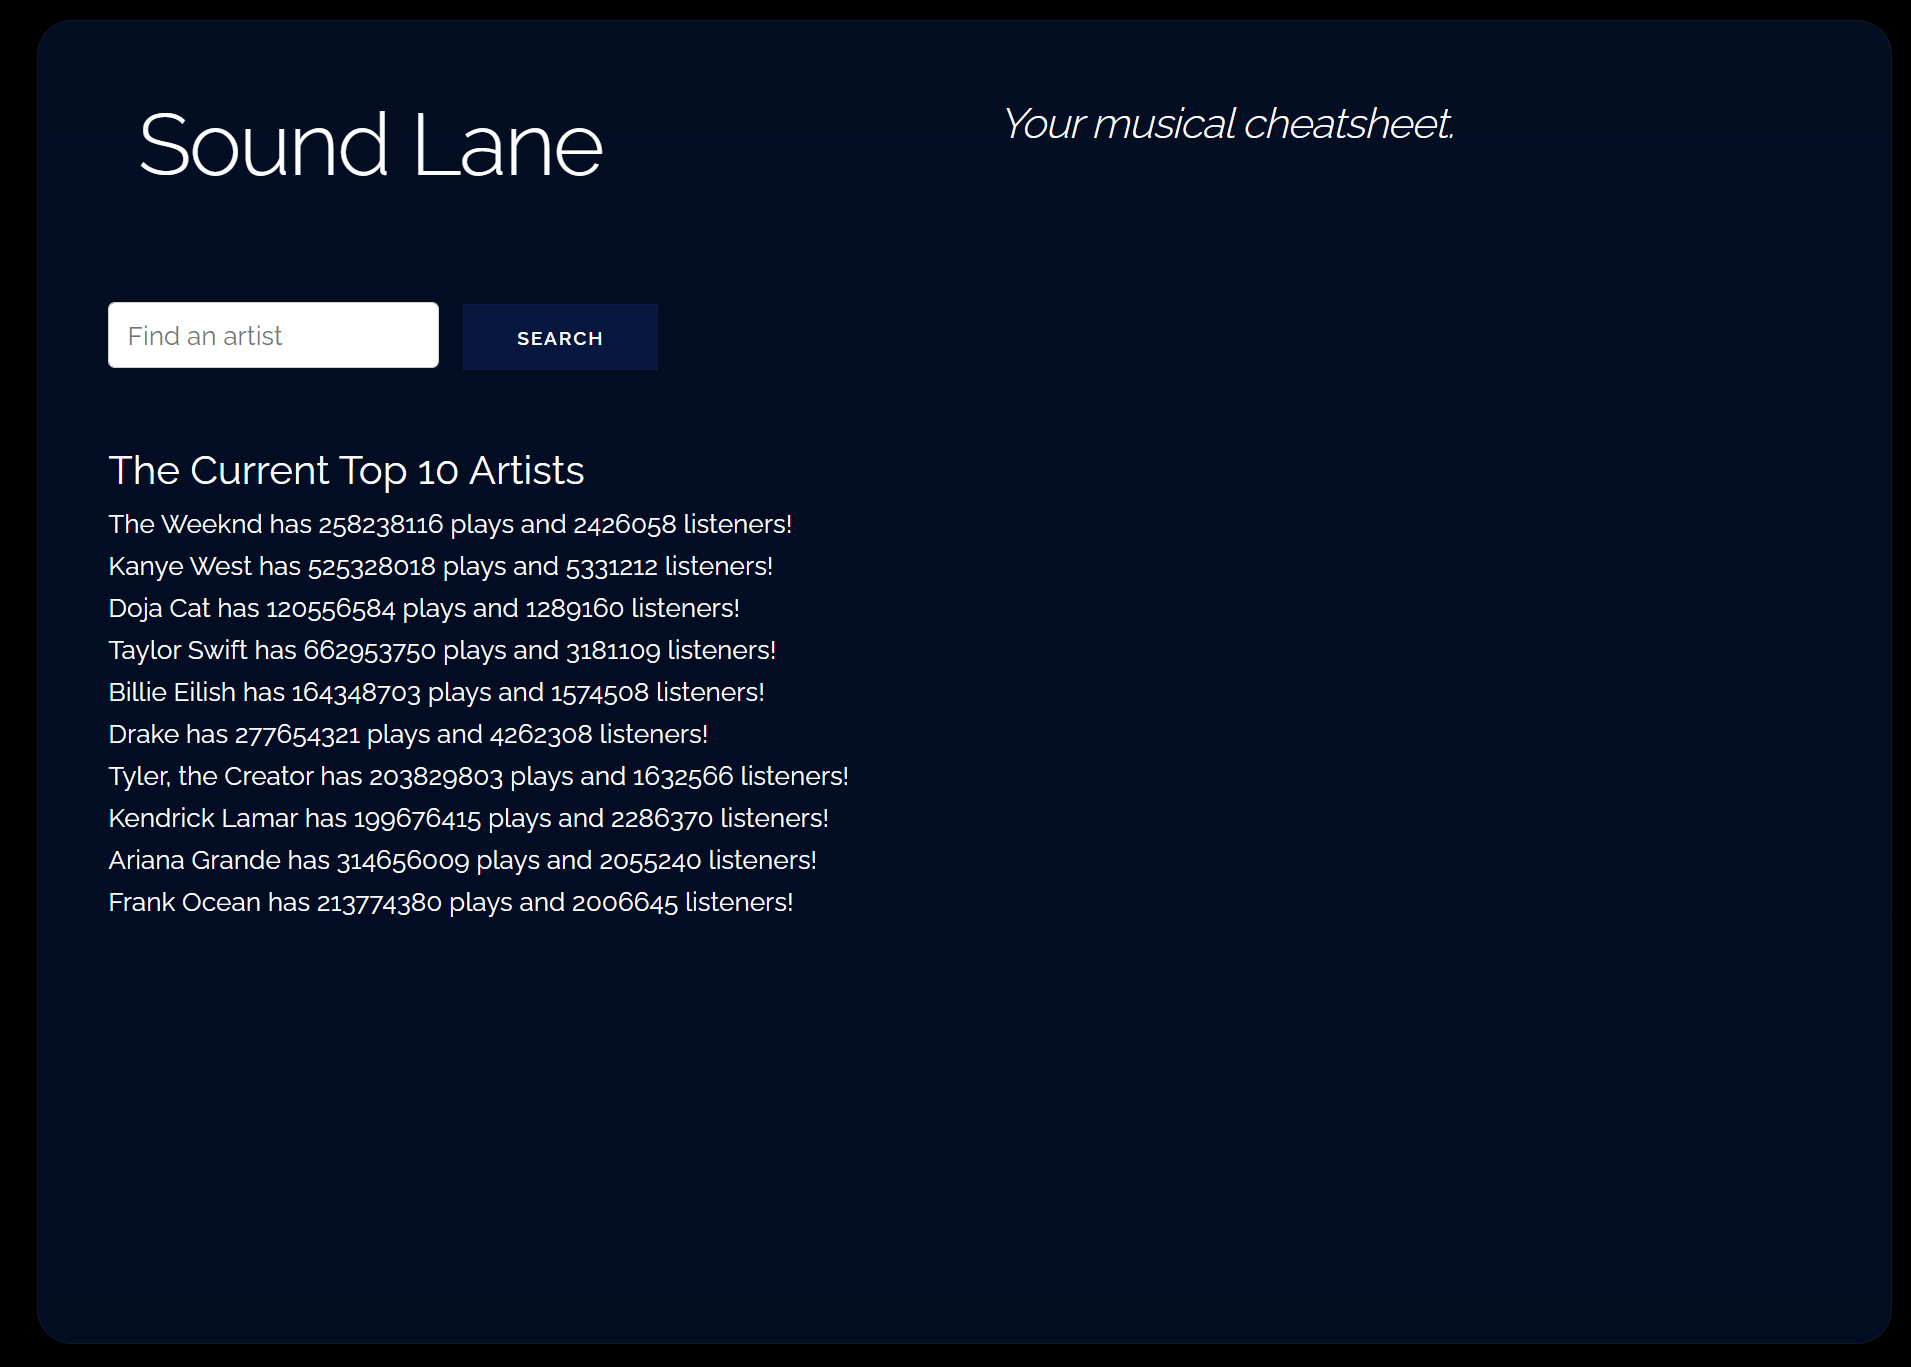 Sound Lane
Your musical cheatsheet.
Find an artist
SEARCH
The Current Top 10 Artists
The Weeknd has 258238116 plays and 2426058 listeners!
Kanye West has 525328018 plays and 5331212 listeners!
Doja Cat has 120556584 plays and 1289160 listeners!
Taylor Swift has 662953750 plays and 3181109 listeners!
Billie Eilish has 164348703 plays and 1574508 listeners!
Drake has 277654321 plays and 4262308 listeners!
Tyler, the Creator has 203829803 plays and 1632566 listeners!
Kendrick Lamar has 199676415 plays and 2286370 listeners!
Ariana Grande has 314656009 plays and 2055240 listeners!
Frank Ocean has 213774380 plays and 2006645 listeners!